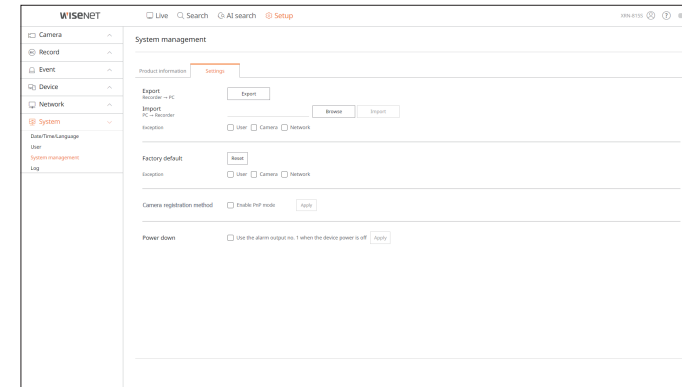 WISENET
Live Search AI search Setup
XRN-815S
Camera
Record
Event
Device
Network
System
Date/Time/Language
User
System management
Log
System management
Product information Settings
Export
Recorder → PC
Export
Import
PC → Recorder
Browse Import
Exception User Camera Network
Factory default Reset
Exception User Camera Network
Camera registration method Enable PnP mode Apply
Power down Use the alarm output no. 1 when the device power is off Apply